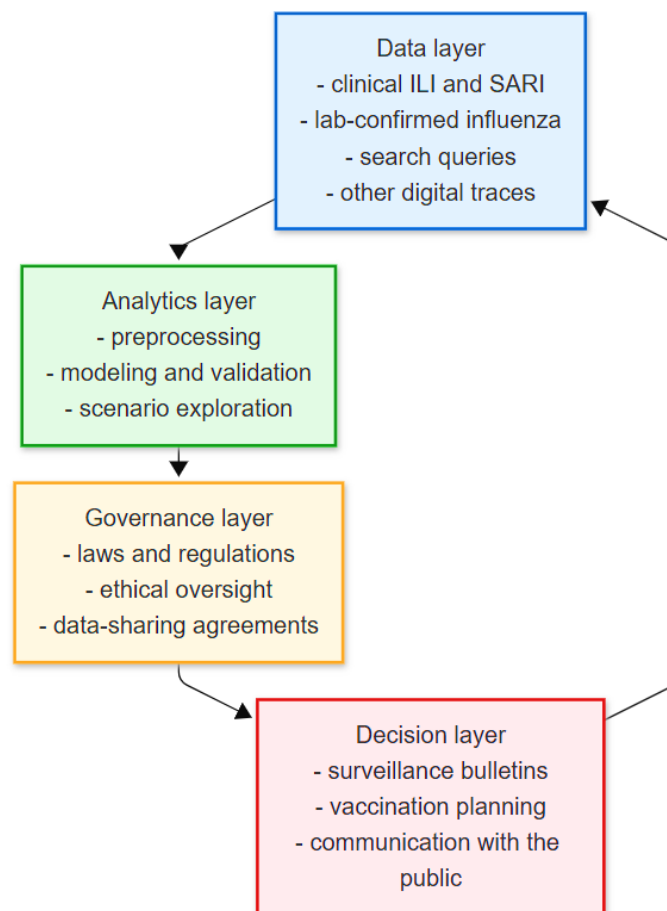 Data layer
- clinical ILI and SARI
- lab-confirmed influenza
- search queries
- other digital traces
Analytics layer
- preprocessing
- modeling and validation
- scenario exploration
Governance layer
- laws and regulations
- ethical oversight
- data-sharing agreements
Decision layer
- surveillance bulletins
- vaccination planning
- communication with the
public